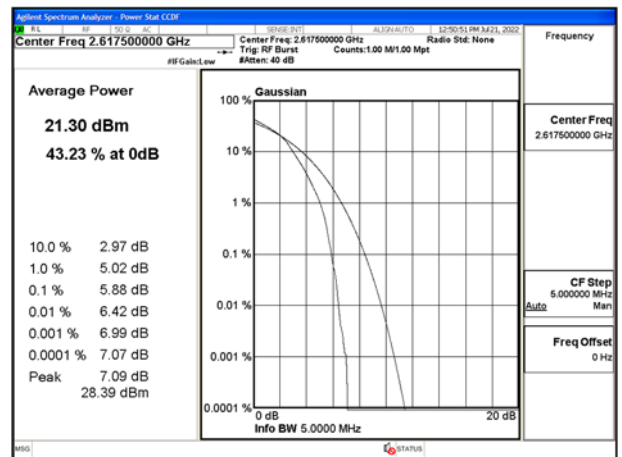 Agilent Spectrum Analyzer - Power Stat CCDF
RL RF 50 Ω AC SENSE:INT ALIGN AUTO 12:50:51 PM Jul 21, 2022
Center Freq 2.617500000 GHz
Center Freq: 2.617500000 GHz Radio Std: None
Trig: RF Burst Counts:1.00 M/1.00 Mpt
#IFGain:Low #Atten: 40 dB
Frequency
Average Power
21.30 dBm
43.23 % at 0dB
10.0 % 2.97 dB
1.0 % 5.02 dB
0.1 % 5.88 dB
0.01 % 6.42 dB
0.001 % 6.99 dB
0.0001 % 7.07 dB
Peak 7.09 dB
28.39 dBm
Gaussian
100 %
10 %
1 %
0.1 %
0.01 %
0.001 %
0.0001 %
0 dB 20 dB
Info BW 5.0000 MHz
Center Freq
2.617500000 GHz
CF Step
5.000000 MHz
Auto Man
Freq Offset
0 Hz
MSG STATUS